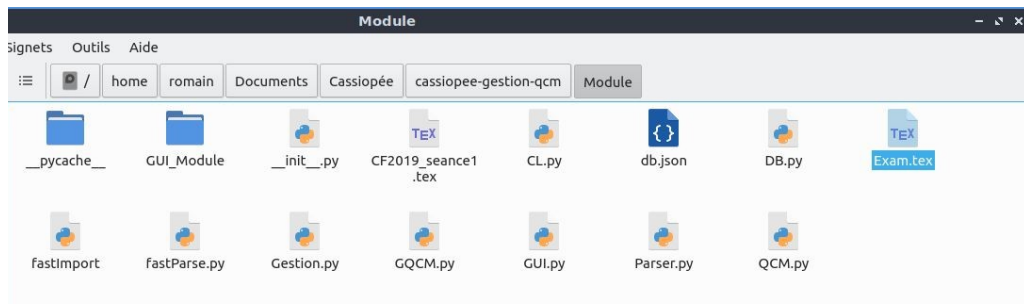 Module
Signets Outils Aide
/ home romain Documents Cassiopée cassiopee-gestion-qcm Module
TEX {} TEX
__pycache__ GUI_Module __init__.py CF2019_seance1 CL.py db.json DB.py Exam.tex
.tex
fastImport fastParse.py Gestion.py GQCM.py GUI.py Parser.py QCM.py